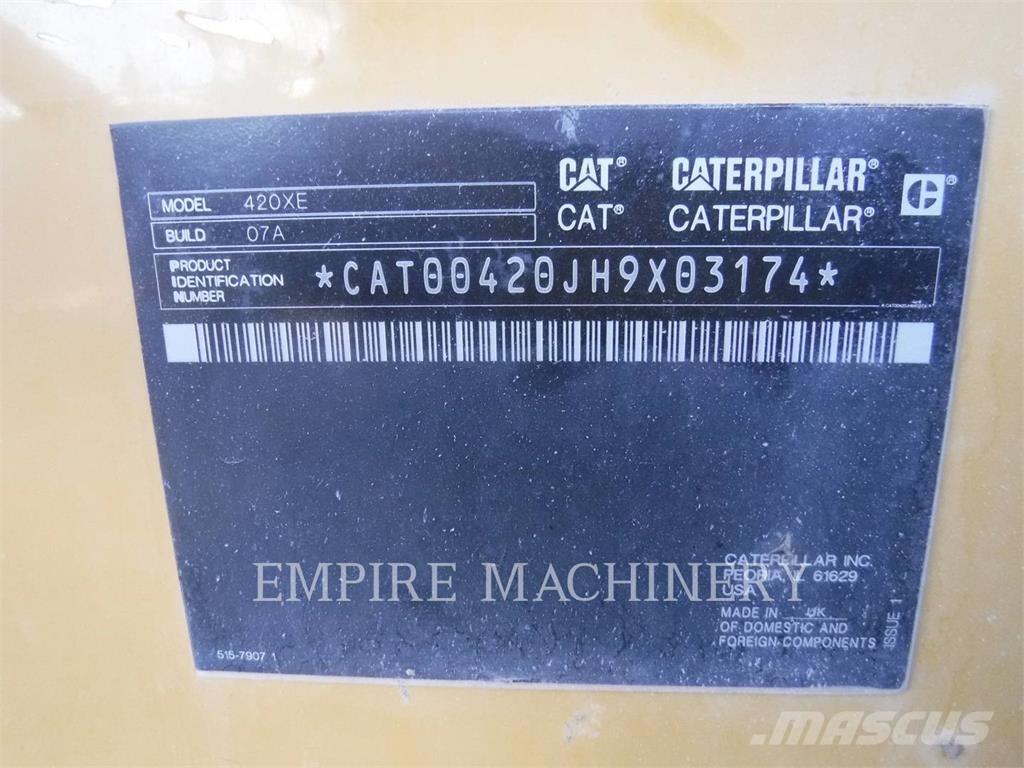 CAT® CATERPILLAR®
CAT® CATERPILLAR®
MODEL 420XE
BUILD 07A
PRODUCT IDENTIFICATION NUMBER *CAT00420JH9X03174*
CATERPILLAR INC.
PEORIA, IL 61629
USA
MADE IN UK
OF DOMESTIC AND
FOREIGN COMPONENTS
ISSUE 1
515-7907 1
EMPIRE MACHINERY
MASCUS